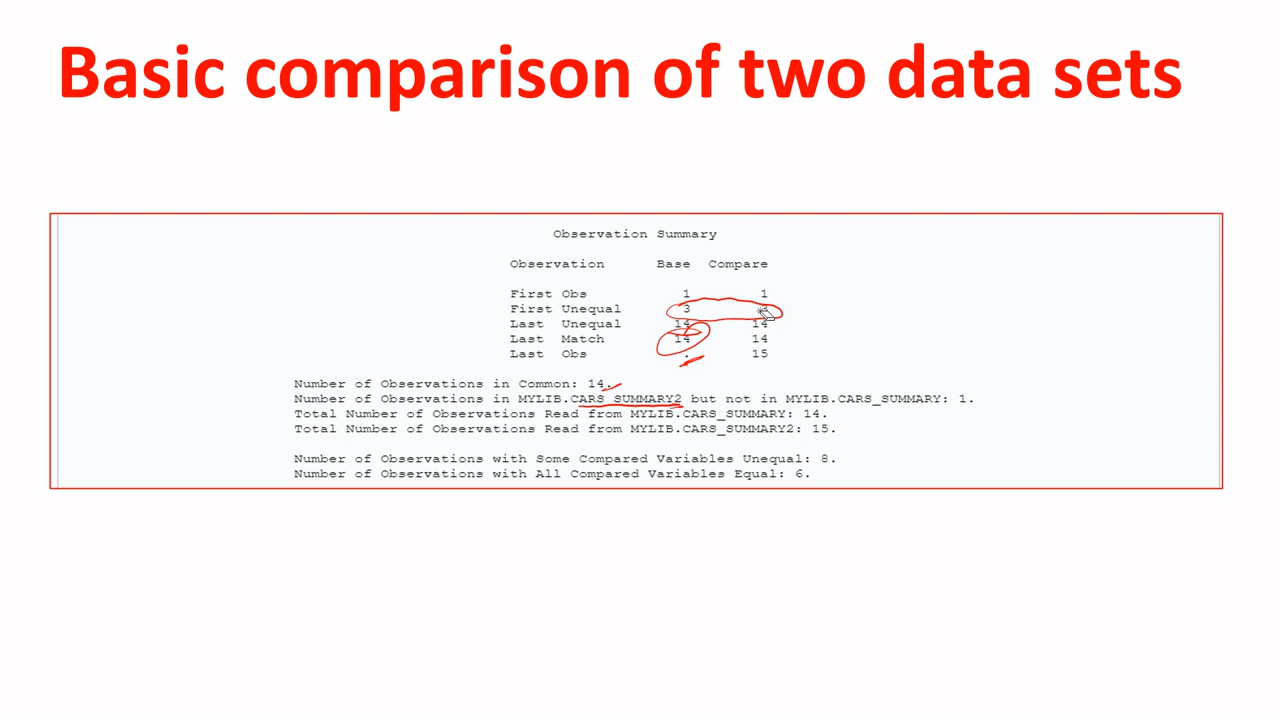 Basic comparison of two data sets
Observation Summary
Observation Base Compare
First Obs 1 1
First Unequal 3 3
Last Unequal 14 14
Last Match 14 14
Last Obs . 15
Number of Observations in Common: 14.
Number of Observations in MYLIB.CARS_SUMMARY2 but not in MYLIB.CARS_SUMMARY: 1.
Total Number of Observations Read from MYLIB.CARS_SUMMARY: 14.
Total Number of Observations Read from MYLIB.CARS_SUMMARY2: 15.
Number of Observations with Some Compared Variables Unequal: 8.
Number of Observations with All Compared Variables Equal: 6.